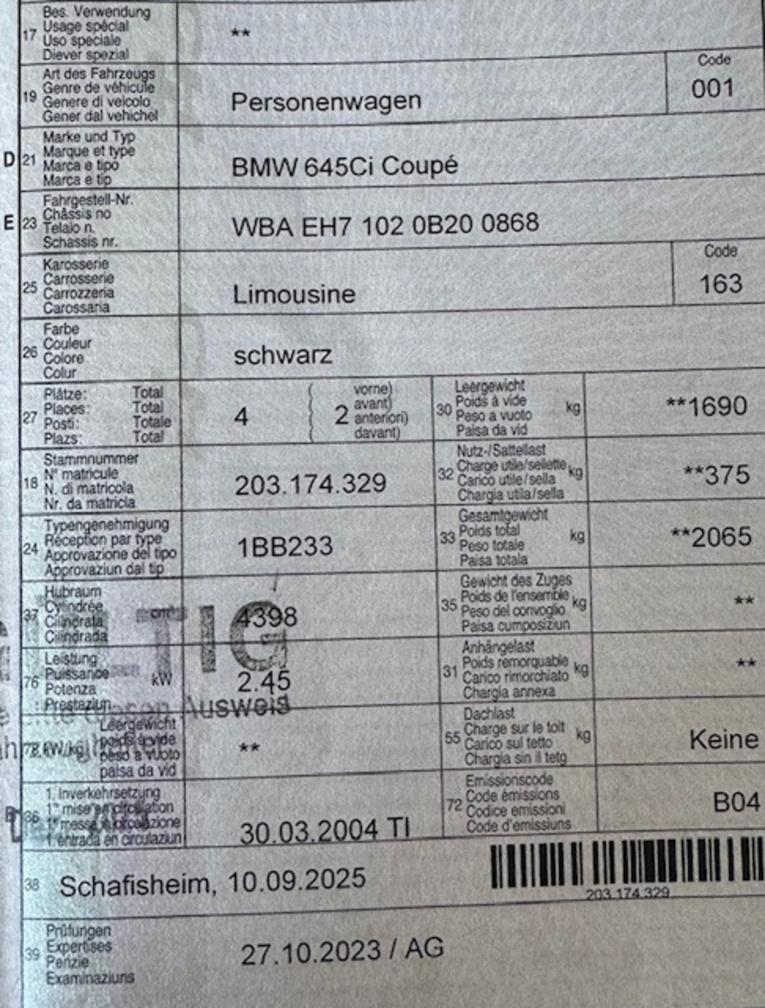 17 Bes. Verwendung
Usage spécial
Uso speciale
Diever spezial
**
19 Art des Fahrzeugs
Genre de véhicule
Genere di veicolo
Gener dal vehichel
Personenwagen
Code
001
D 21 Marke und Typ
Marque et type
Marca e tipo
Marca e tip
BMW 645Ci Coupé
E 23 Fahrgestell-Nr.
Châssis no
Telaio n.
Schassis nr.
WBA EH7 102 0B20 0868
25 Karosserie
Carrosserie
Carrozzeria
Carossaria
Limousine
Code
163
26 Farbe
Couleur
Colore
Colur
schwarz
27 Plätze: Total
Places: Total
Posti: Totale
Plazs: Total
4
2
vorne)
avant)
anteriori)
davant)
30 Leergewicht
Poids à vide
Peso a vuoto
Paisa da vid
kg
**1690
18 Stammnummer
N° matricule
N. di matricola
Nr. da matricla
203.174.329
32 Nutz-/Sattellast
Charge utile/sellette
Carico utile/sella
Chargia utila/sella
kg
**375
24 Typengenehmigung
Réception par type
Approvazione del tipo
Approvaziun dal tip
1BB233
33 Gesamtgewicht
Poids total
Peso totale
Paisa totala
kg
**2065
37 Hubraum
Cylindrée
Cilindrata
Cilindrada
cm³
4398
35 Gewicht des Zuges
Poids de l'ensemble
Peso del convoglio
Paisa cumposiziun
kg
**
TIG
76 Leistung
Puissance
Potenza
Prestaziun
kW
2.45
31 Anhängelast
Poids remorquable
Carico rimorchiato
Chargia annexa
kg
**
diesen Ausweis
78 kW/kg
Leergewicht
poids à vide
peso a vuoto
paisa da vid
**
55 Dachlast
Charge sur le toit
Carico sul tetto
Chargia sin il tetg
kg
Keine
B 36 1. Inverkehrsetzung
1re mise en circulation
1a messa in circolazione
1. entrada en circulaziun
30.03.2004 TI
72 Emissionscode
Code émissions
Codice emissioni
Code d'emissiuns
B04
38 Schafisheim, 10.09.2025
203.174.329
39 Prüfungen
Expertises
Perizie
Examinaziuns
27.10.2023 / AG